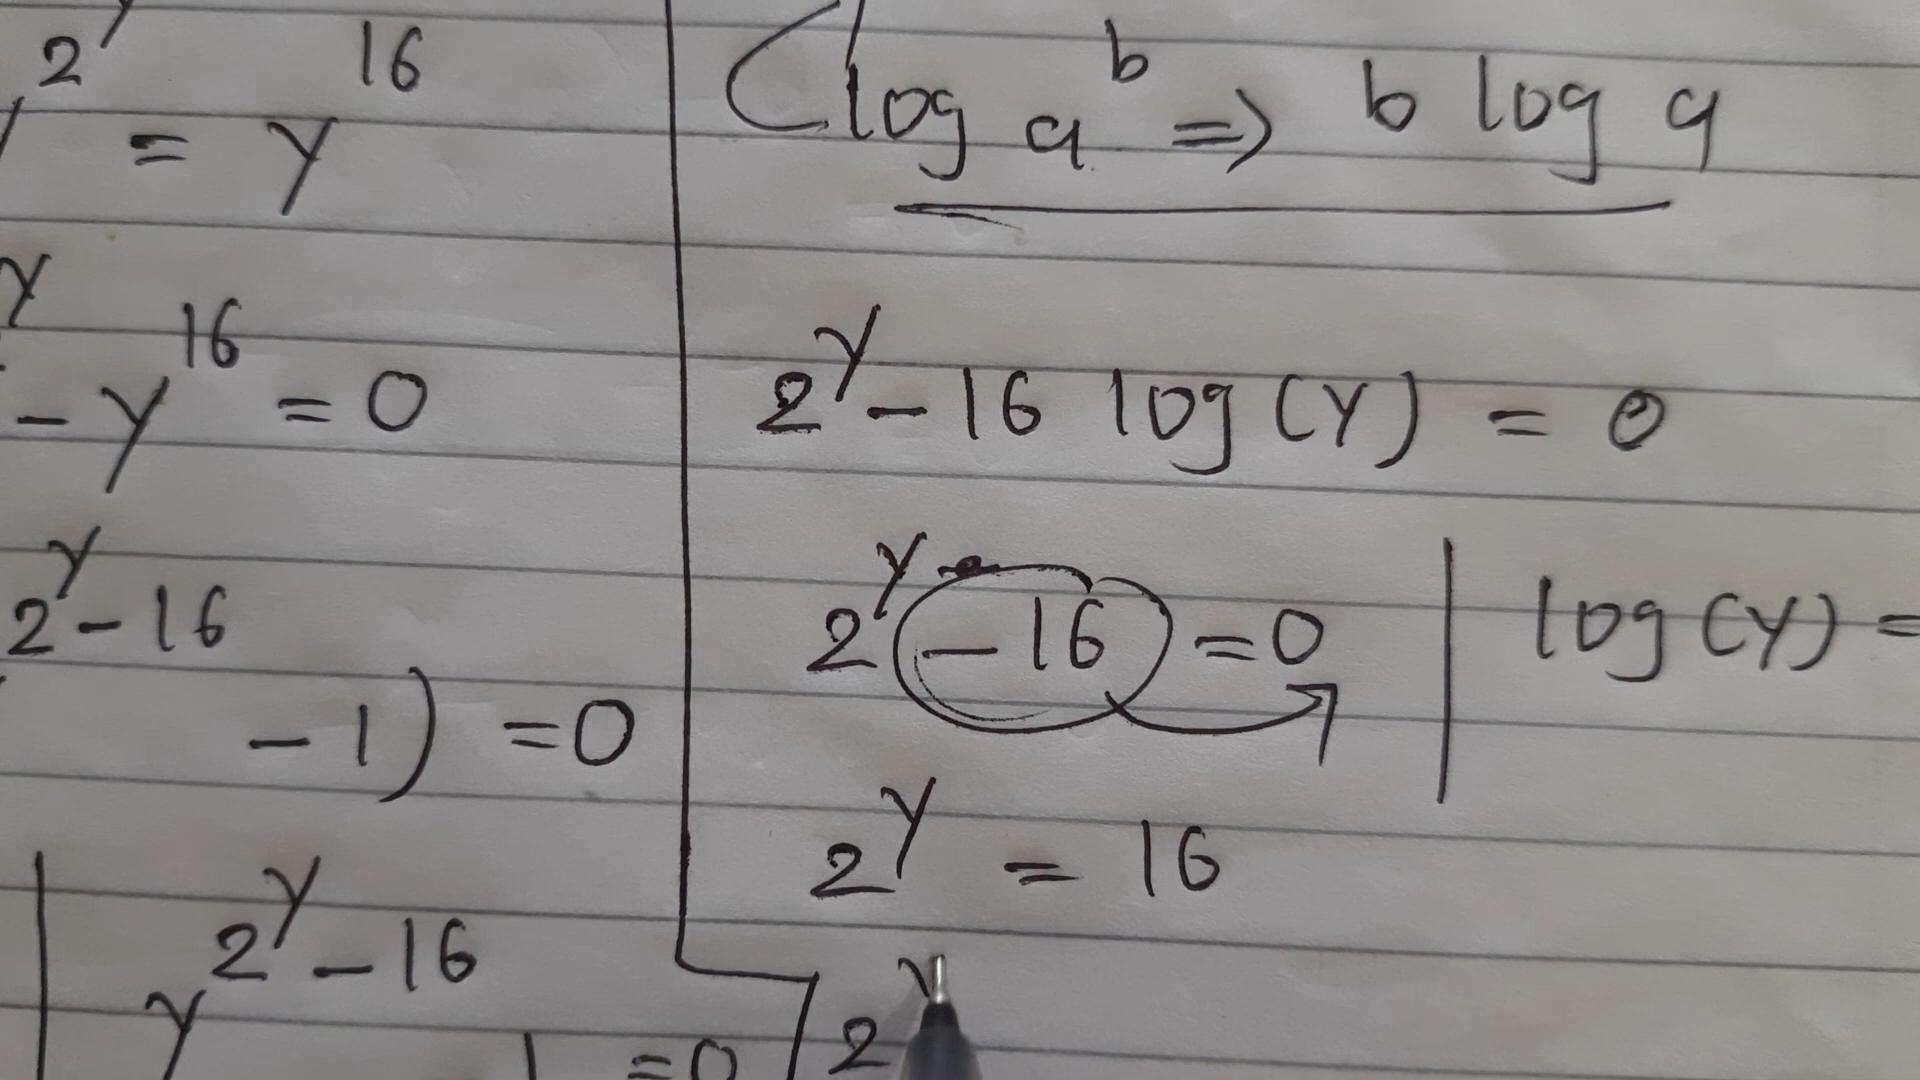 2^y 16
= y
y
- y^16 = 0
2^y - 16
- 1) = 0
y^(2^y - 16)
= 0
log a^b => b log a
2^y - 16 log (y) = 0
2^y - 16 = 0 | log (y) =
2^y = 16
2^y